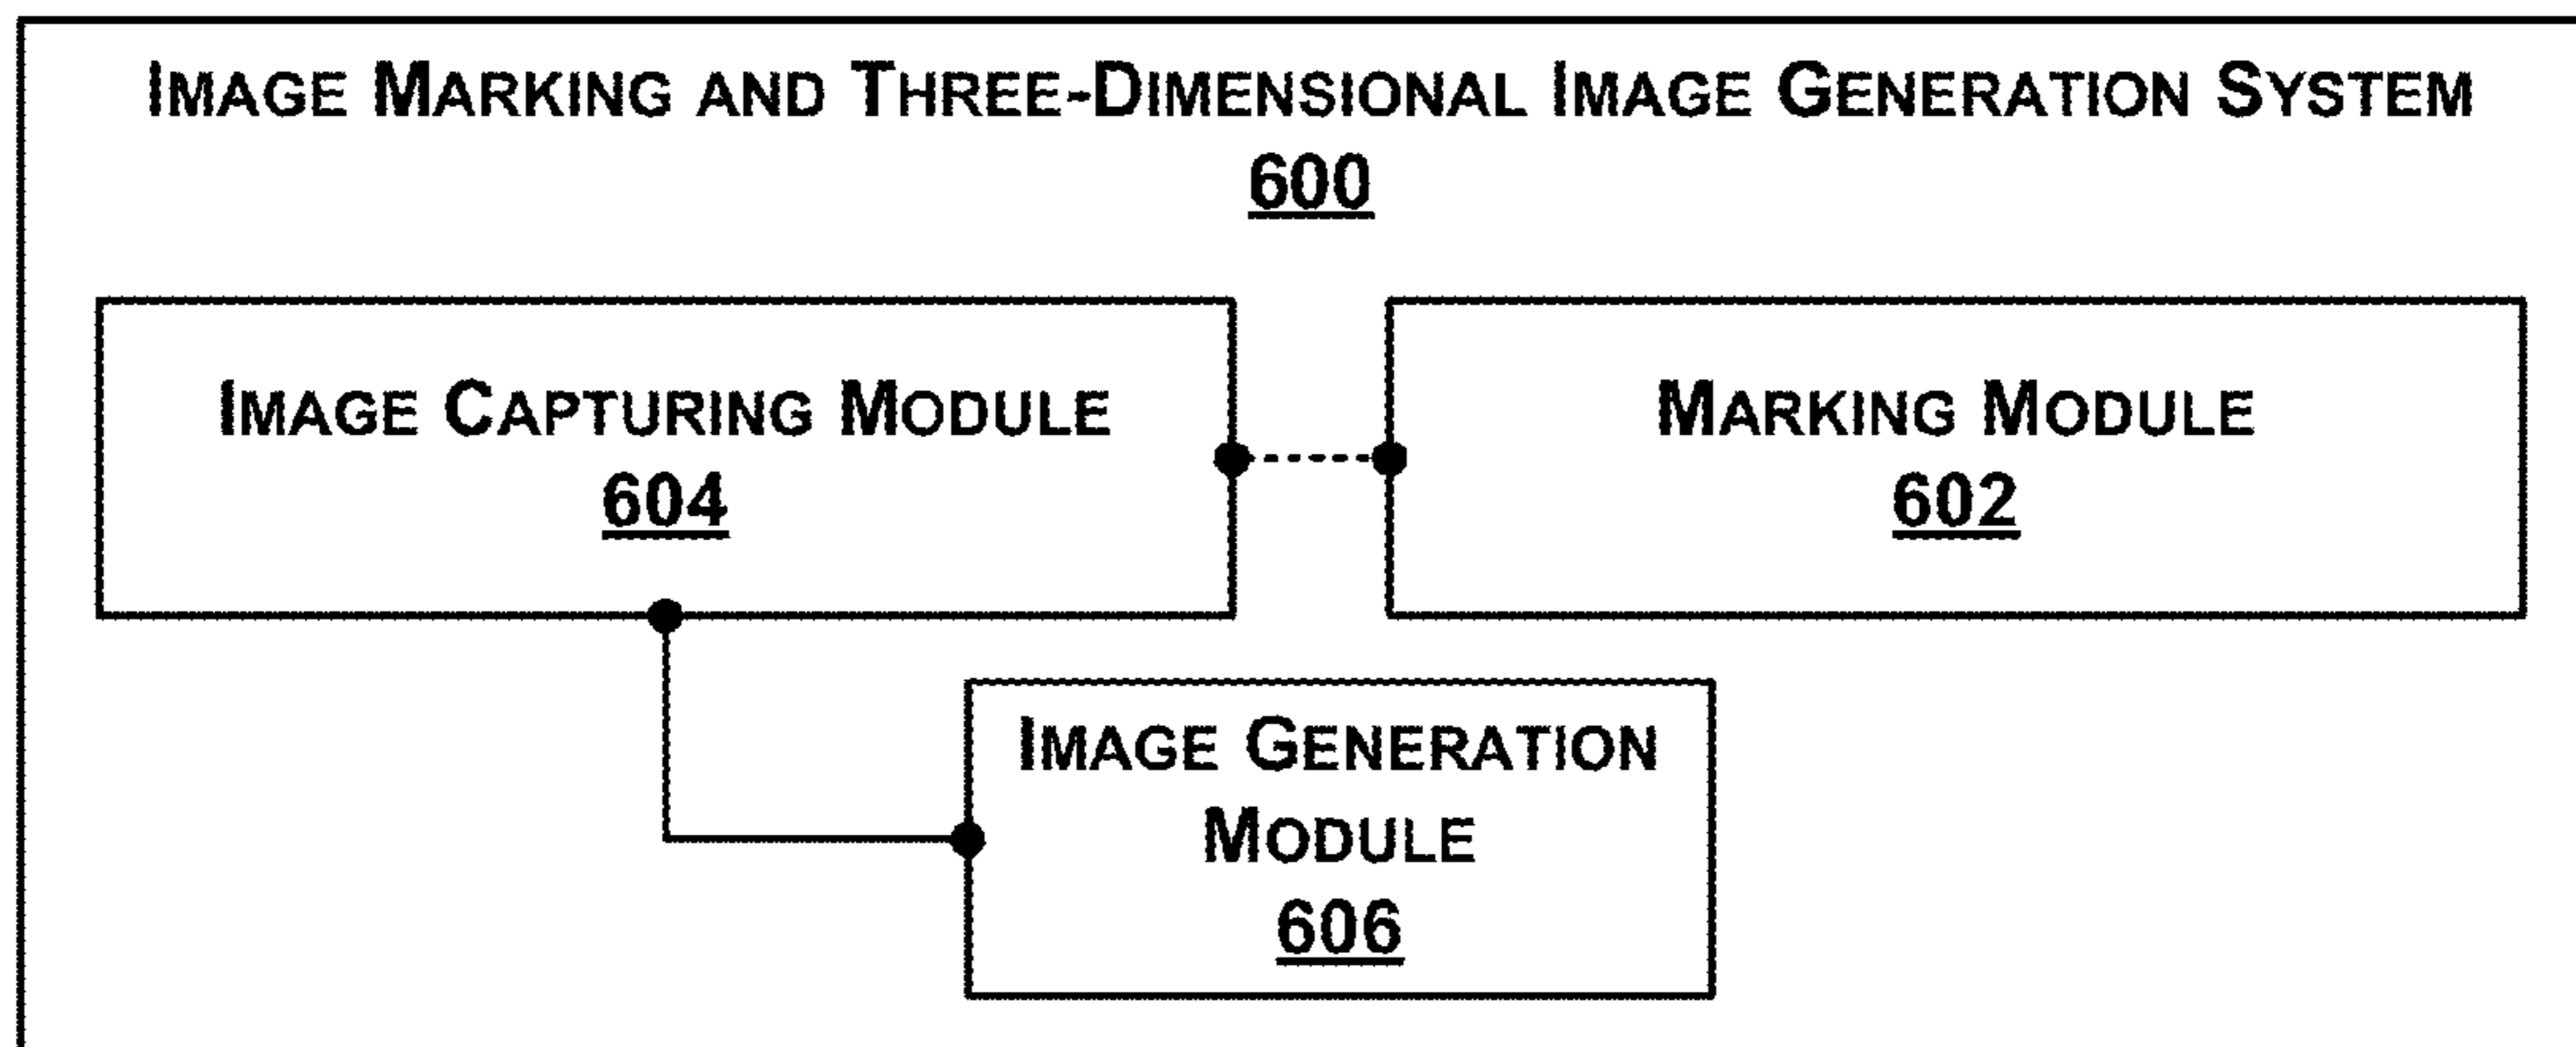 IMAGE MARKING AND THREE-DIMENSIONAL IMAGE GENERATION SYSTEM
600
IMAGE CAPTURING MODULE
604
MARKING MODULE
602
IMAGE GENERATION
MODULE
606